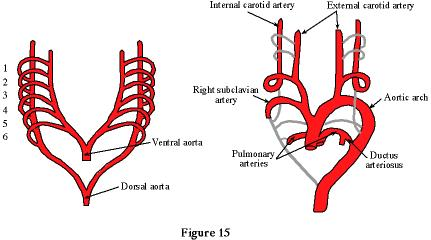 Internal carotid artery
External carotid artery
1
2
3
4
5
6
Right subclavian
artery
Aortic arch
Ventral aorta
Pulmonary
arteries
Ductus
arteriosus
Dorsal aorta
Figure 15